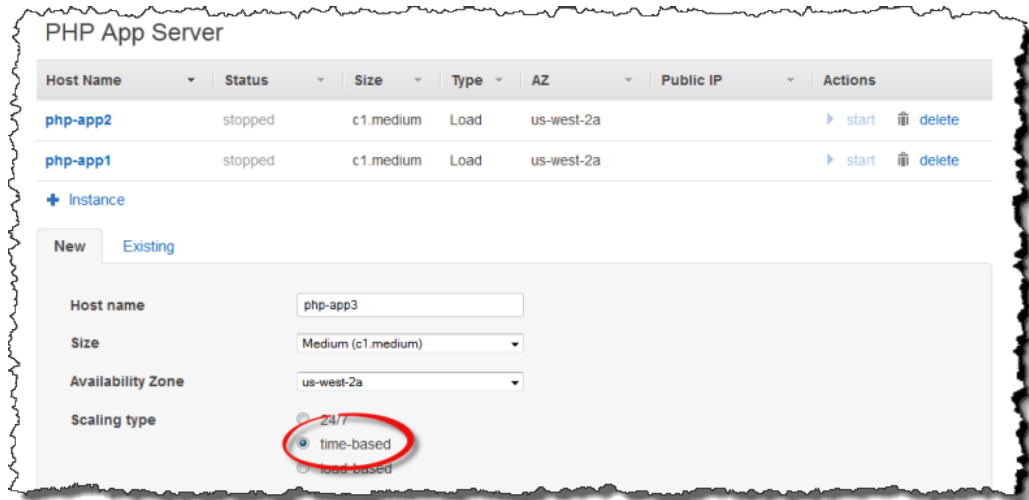 PHP App Server
Host Name Status Size Type AZ Public IP Actions
php-app2 stopped c1.medium Load us-west-2a start delete
php-app1 stopped c1.medium Load us-west-2a start delete
Instance
New Existing
Host name php-app3
Size Medium (c1.medium)
Availability Zone us-west-2a
Scaling type 24/7
time-based
load-based